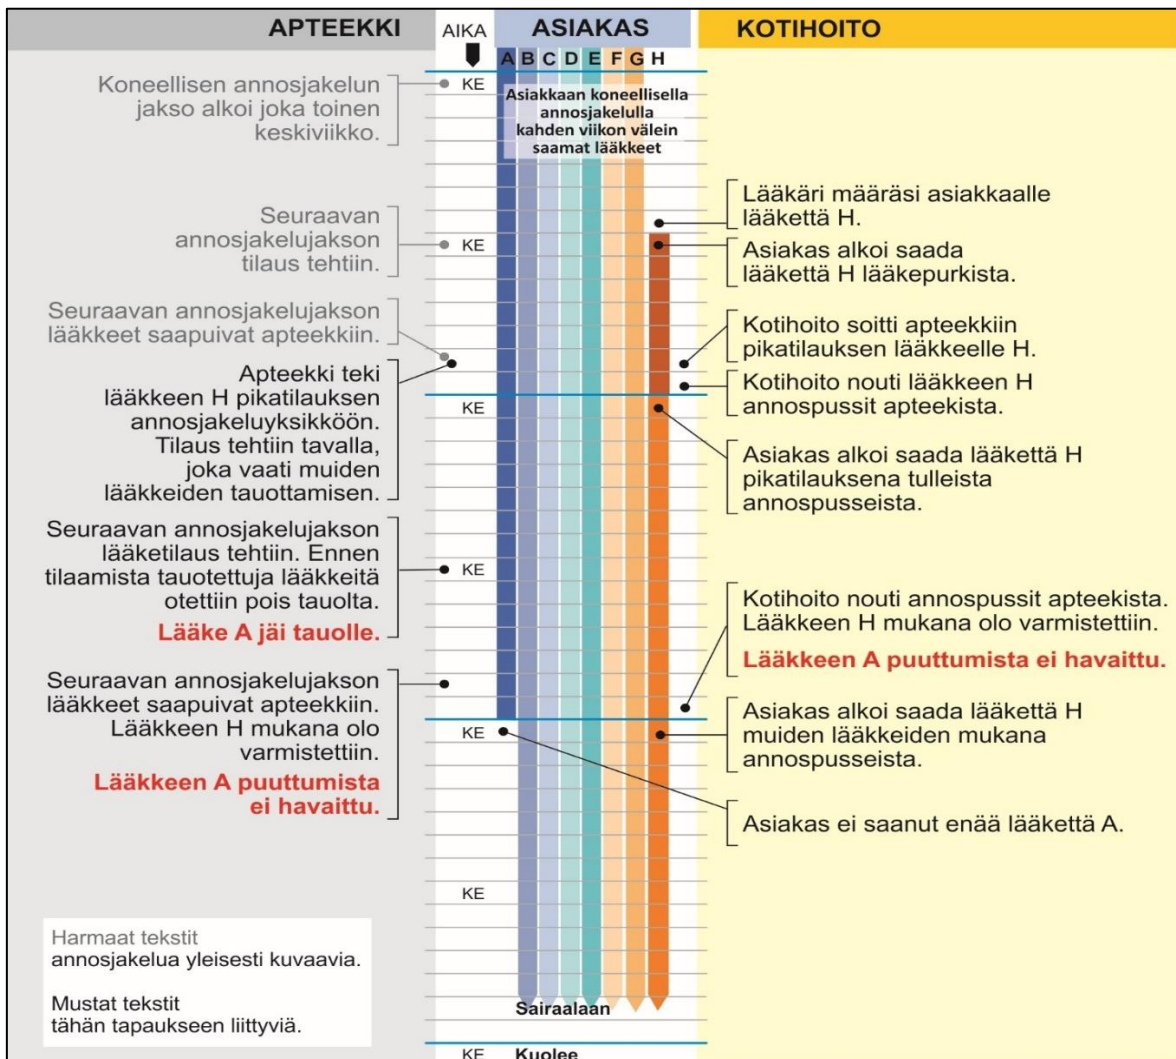 APTEEKKI
AIKA
ASIAKAS
KOTIHOITO
A B C D E F G H
Koneellisen annosjakelun
jakso alkoi joka toinen
keskiviikko.
KE
Asiakkaan koneellisella
annosjakelulla
kahden viikon välein
saamat lääkkeet
Lääkäri määräsi asiakkaalle
lääkettä H.
Seuraavan
annosjakelujakson
tilaus tehtiin.
KE
Asiakas alkoi saada
lääkettä H lääkepurkista.
Seuraavan annosjakelujakson
lääkkeet saapuivat apteekkiin.
Kotihoito soitti apteekkiin
pikatilauksen lääkkeelle H.
Apteekki teki
lääkkeen H pikatilauksen
annosjakeluyksikköön.
Tilaus tehtiin tavalla,
joka vaati muiden
lääkkeiden tauottamisen.
Kotihoito nouti lääkkeen H
annospussit apteekista.
KE
Asiakas alkoi saada lääkettä H
pikatilauksena tulleista
annospusseista.
Seuraavan annosjakelujakson
lääketilaus tehtiin. Ennen
tilaamista tauotettuja lääkkeitä
otettiin pois tauolta.
Lääke A jäi tauolle.
KE
Kotihoito nouti annospussit apteekista.
Lääkkeen H mukana olo varmistettiin.
Lääkkeen A puuttumista ei havaittu.
Seuraavan annosjakelujakson
lääkkeet saapuivat apteekkiin.
Lääkkeen H mukana olo
varmistettiin.
Lääkkeen A puuttumista
ei havaittu.
KE
Asiakas alkoi saada lääkettä H
muiden lääkkeiden mukana
annospusseista.
Asiakas ei saanut enää lääkettä A.
KE
Harmaat tekstit
annosjakelua yleisesti kuvaavia.
Mustat tekstit
tähän tapaukseen liittyviä.
Sairaalaan
KE
Kuolee